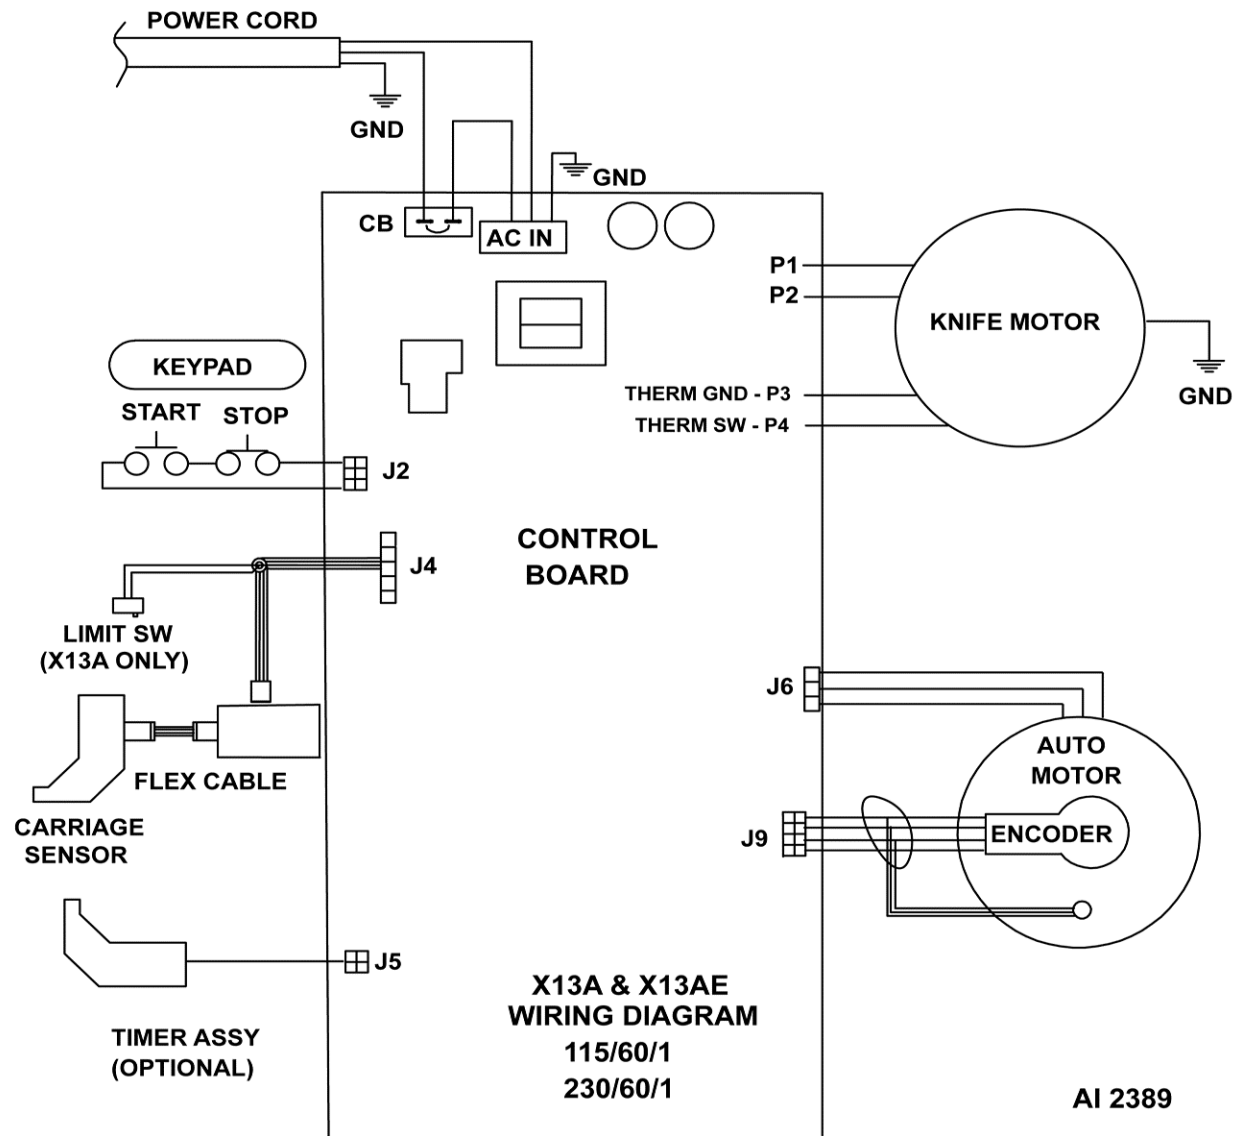 POWER CORD
GND
GND
CB
AC IN
P1
P2
KNIFE MOTOR
GND
KEYPAD
START
STOP
THERM GND - P3
THERM SW - P4
J2
CONTROL
BOARD
J4
LIMIT SW
(X13A ONLY)
J6
FLEX CABLE
AUTO
MOTOR
CARRIAGE
SENSOR
J9
ENCODER
J5
TIMER ASSY
(OPTIONAL)
X13A & X13AE
WIRING DIAGRAM
115/60/1
230/60/1
AI 2389